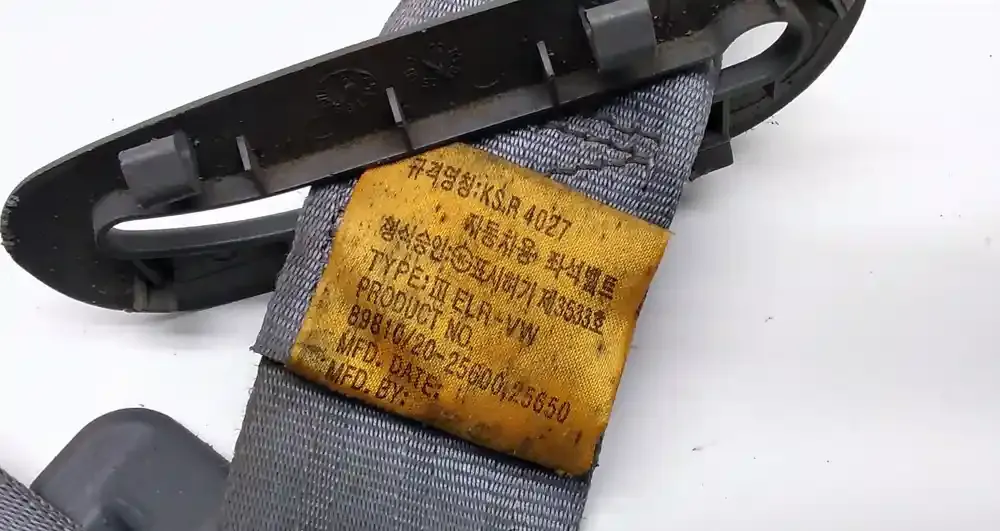 규격명칭:KS.R 4027
자동차용 좌석벨트
형식승인㉿표시허가 제3533호
TYPE:Ⅲ ELR-VW
PRODUCT NO
89810/20-25600,25650
MFD. DATE:
MFD. BY: